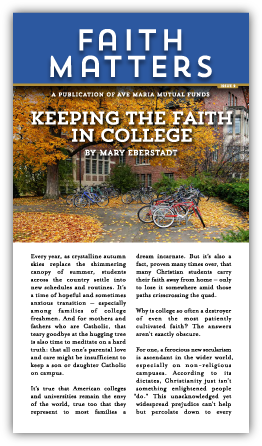 FAITH
MATTERS
A PUBLICATION OF AVE MARIA MUTUAL FUNDS
KEEPING THE FAITH
IN COLLEGE
BY MARY EBERSTADT
Every year, as crystalline autumn
skies replace the shimmering
canopy of summer, students
across the country settle into
new schedules and routines. It's
a time of hopeful and sometimes
anxious transition – especially
among families of college
freshmen. And for mothers and
fathers who are Catholic, that
teary goodbye at the hugging tree
is also time to meditate on a hard
truth: that all one's parental love
and care might be insufficient to
keep a son or daughter Catholic
on campus.
It's true that American colleges
and universities remain the envy
of the world, true too that they
represent to most families a
dream incarnate. But it's also a
fact, proven many times over, that
many Christian students carry
their faith away from home – only
to lose it somewhere amid those
paths crisscrossing the quad.
Why is college so often a destroyer
of even the most patiently
cultivated faith? The answers
aren't exactly obscure.
For one, a ferocious new secularism
is ascendant in the wider world,
especially on non-religious
campuses. According to its
dictates, Christianity just isn't
something enlightened people
"do." This unacknowledged yet
widespread prejudice can't help
but percolate down to every